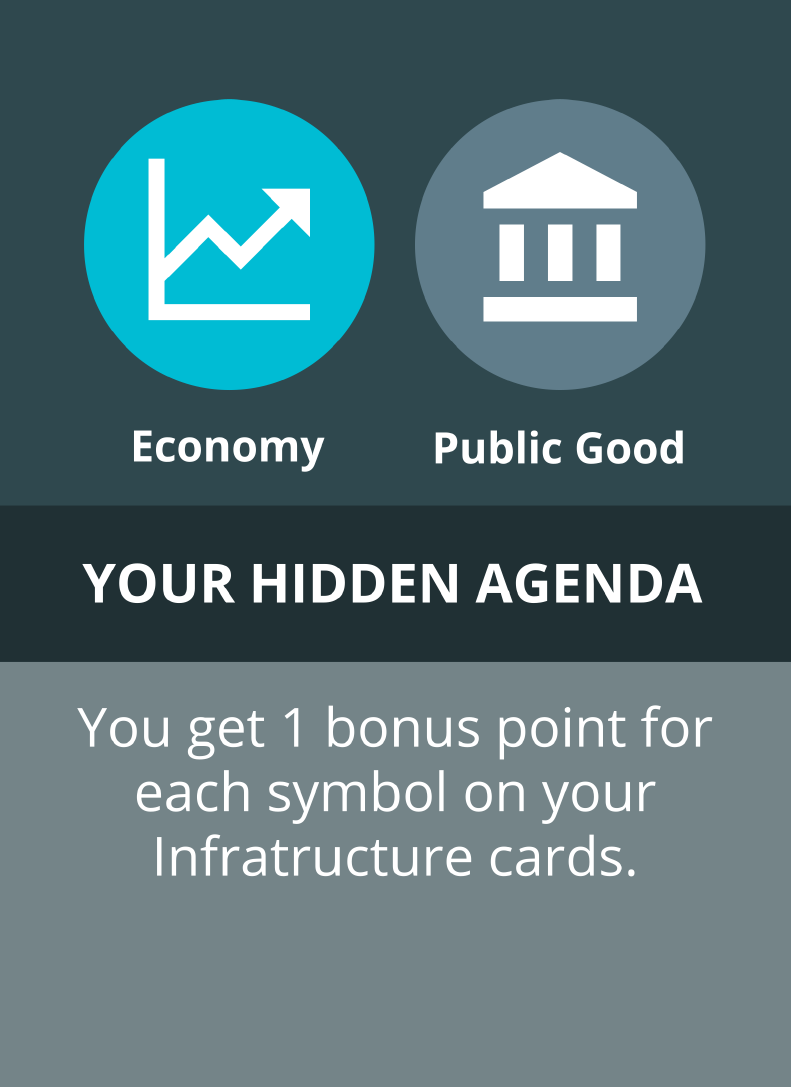 Economy
Public Good
YOUR HIDDEN AGENDA
You get 1 bonus point for
each symbol on your
Infratructure cards.